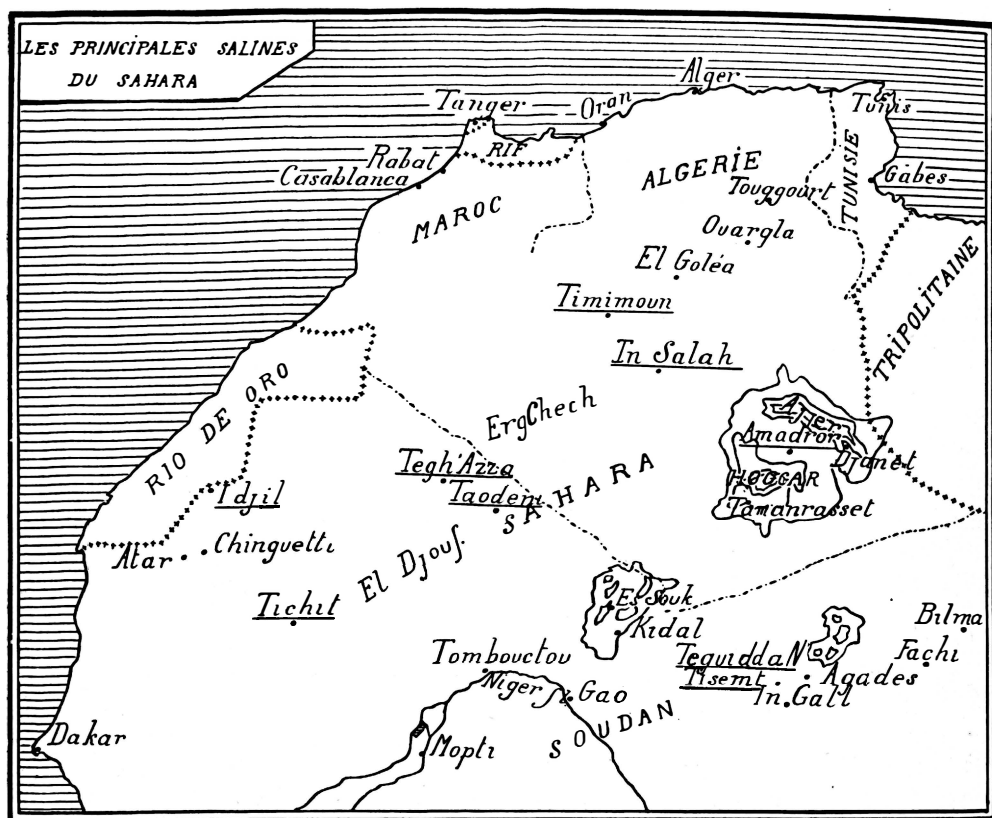 LES PRINCIPALES SALINES
DU SAHARA
Alger
Tanger
Oran
Tunis
Rabat
RIF
Casablanca
ALGERIE
TUNISIE
Gabes
Touggourt
MAROC
Ouargla
El Goléa
TRIPOLITAINE
Timimoun
In Salah
RIO DE ORO
Erg Chech
Ajjer
Amadror
Djanet
Tegh'Azza
HOGGAR
Idjil
Taodeni
SAHARA
Tamanrasset
Atar
Chinguetti
El Djouf
Tichit
Es Souk
Kidal
Bilma
Tombouctou
Teguidda N'
Fachi
Niger
Gao
Tisemt
Agades
In.Gall
SOUDAN
Dakar
Mopti